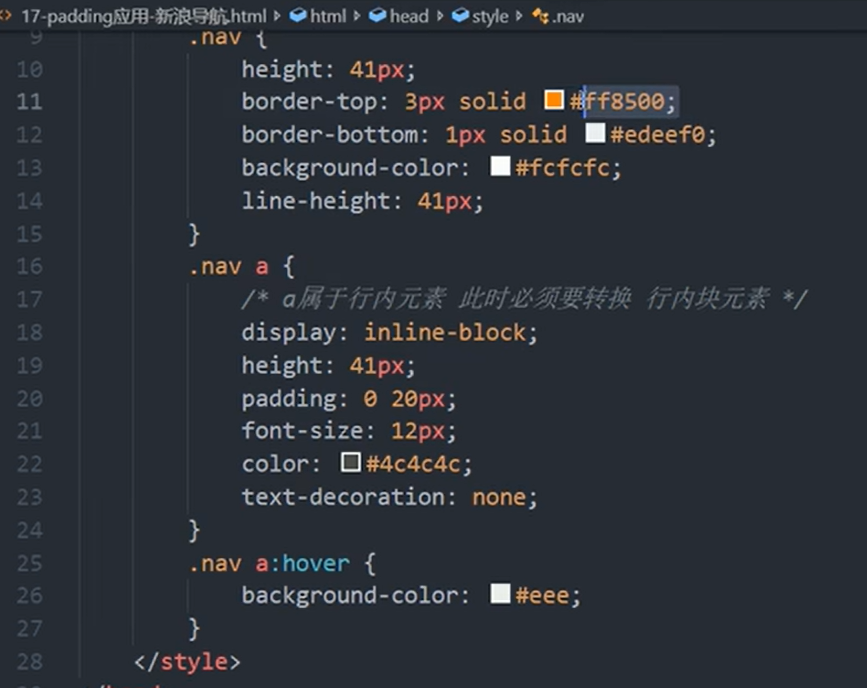 17-padding应用-新浪导航.html > html > head > style > .nav
9 .nav {
10 height: 41px;
11 border-top: 3px solid #ff8500;
12 border-bottom: 1px solid #edeef0;
13 background-color: #fcfcfc;
14 line-height: 41px;
15 }
16 .nav a {
17 /* a属于行内元素 此时必须要转换 行内块元素 */
18 display: inline-block;
19 height: 41px;
20 padding: 0 20px;
21 font-size: 12px;
22 color: #4c4c4c;
23 text-decoration: none;
24 }
25 .nav a:hover {
26 background-color: #eee;
27 }
28 </style>